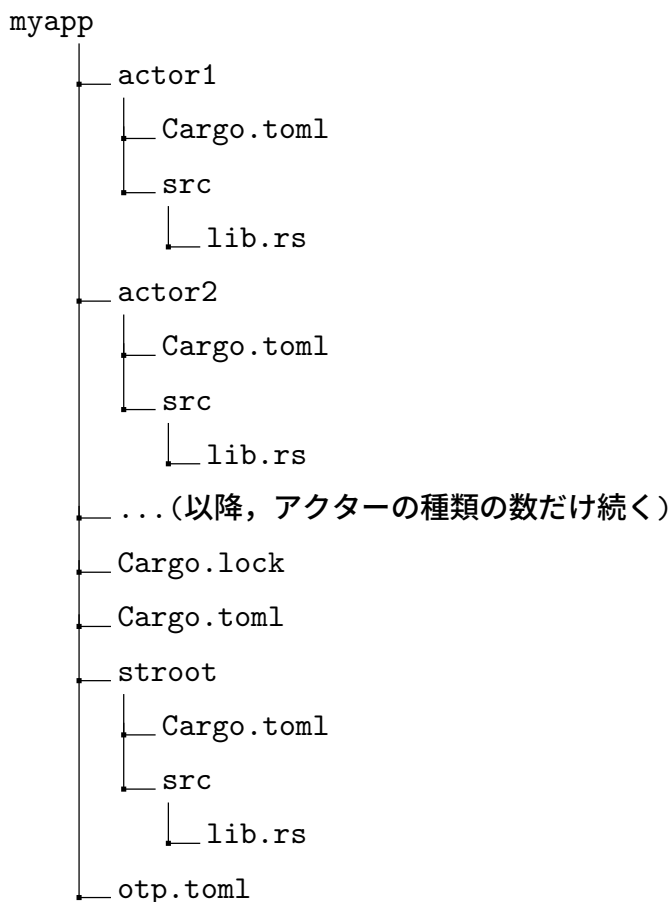 myapp
actor1
Cargo.toml
src
lib.rs
actor2
Cargo.toml
src
lib.rs
...(以降，アクターの種類の数だけ続く)
Cargo.lock
Cargo.toml
stroot
Cargo.toml
src
lib.rs
otp.toml